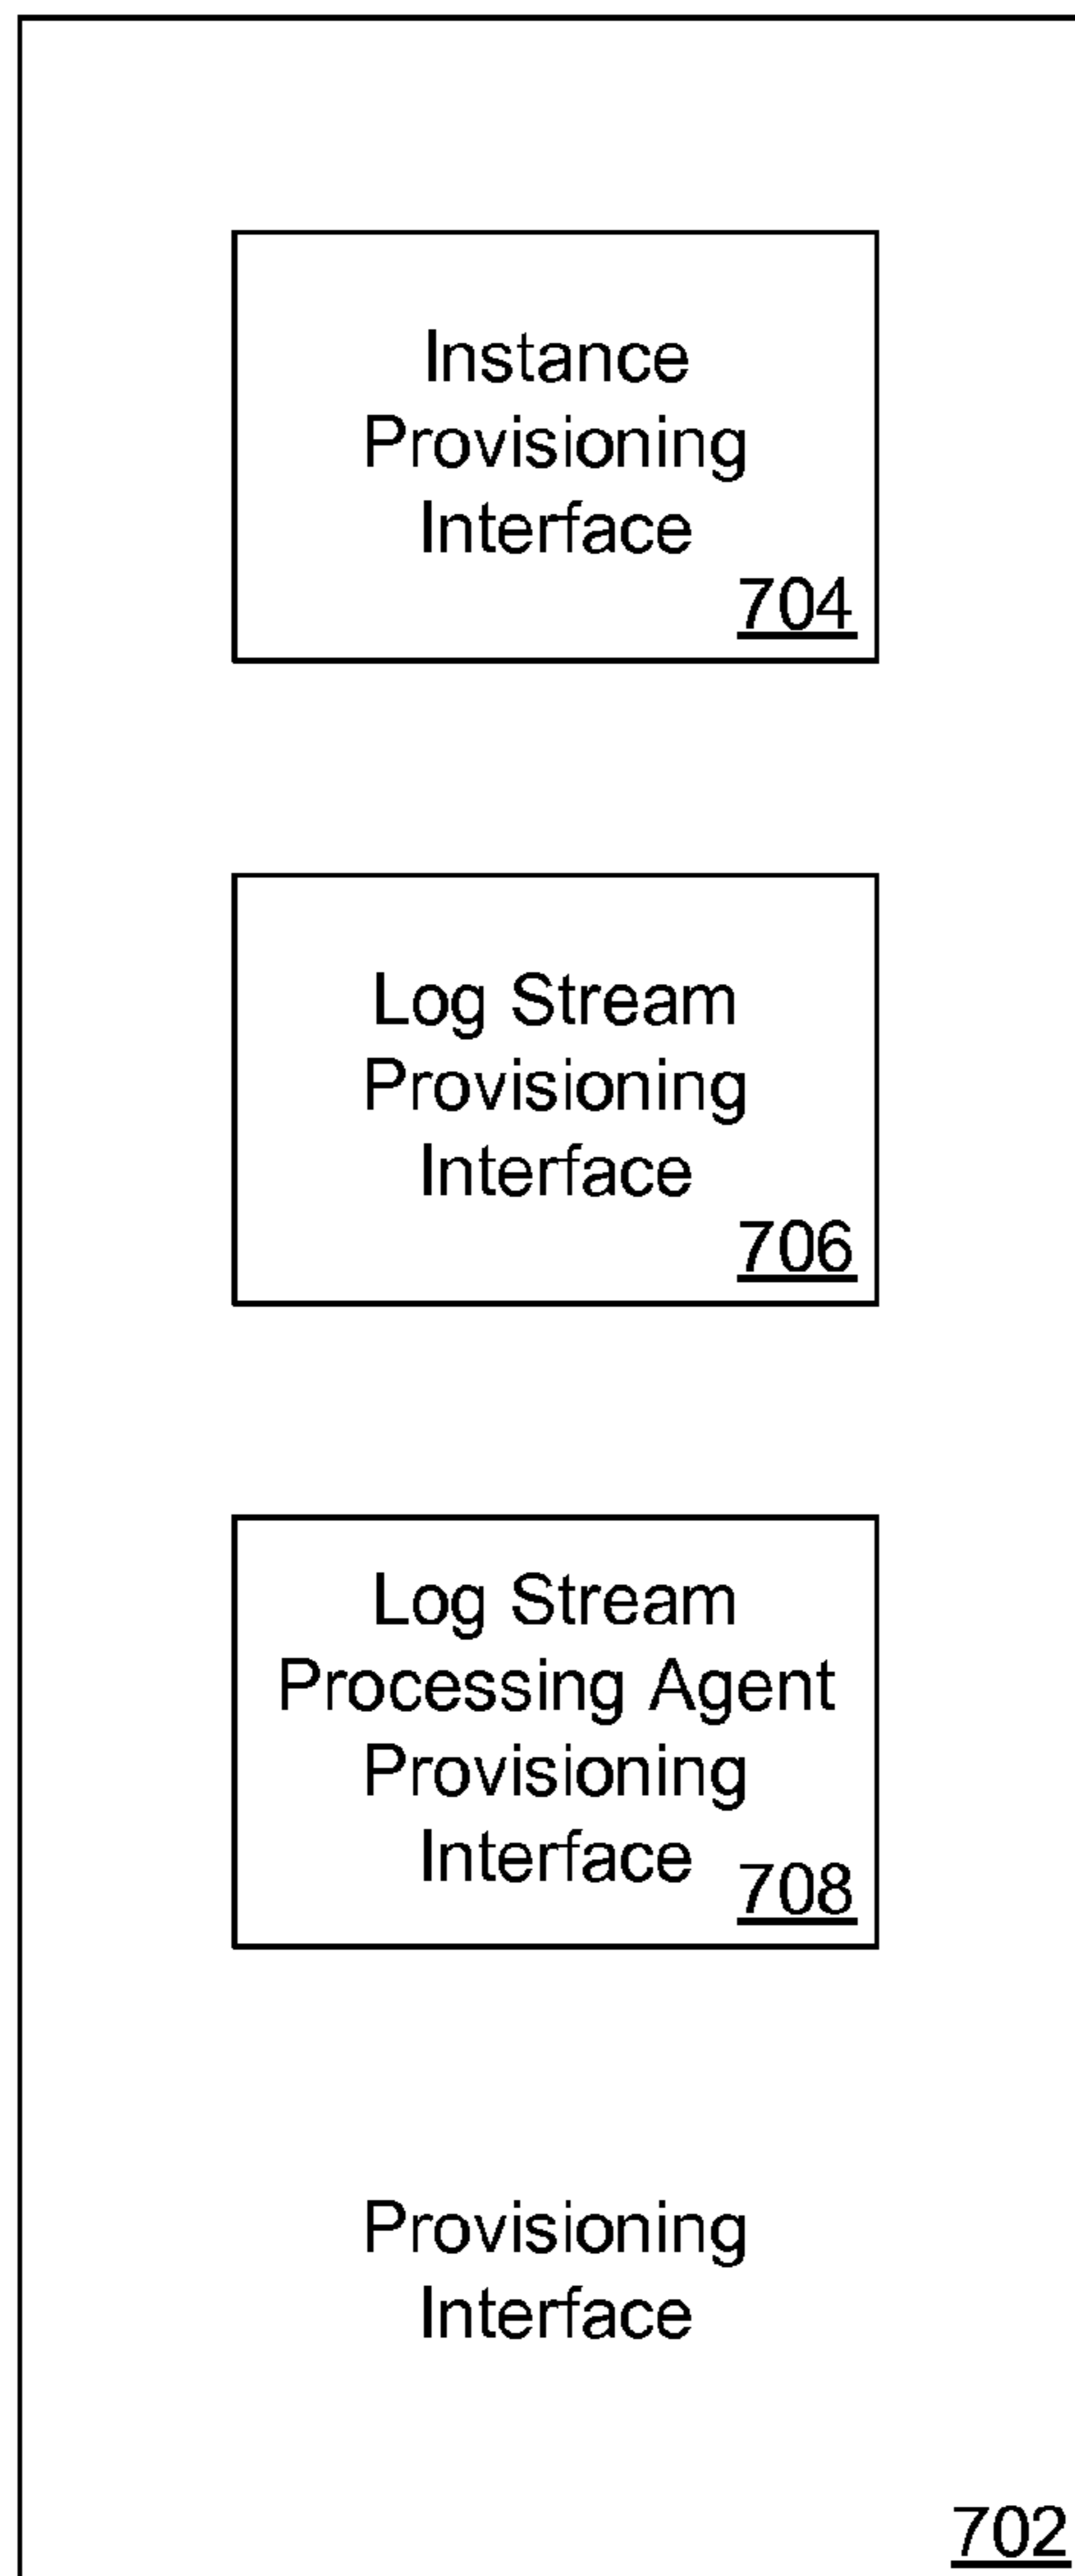 Instance
Provisioning
Interface
704
Log Stream
Provisioning
Interface
706
Log Stream
Processing Agent
Provisioning
Interface
708
Provisioning
Interface
702